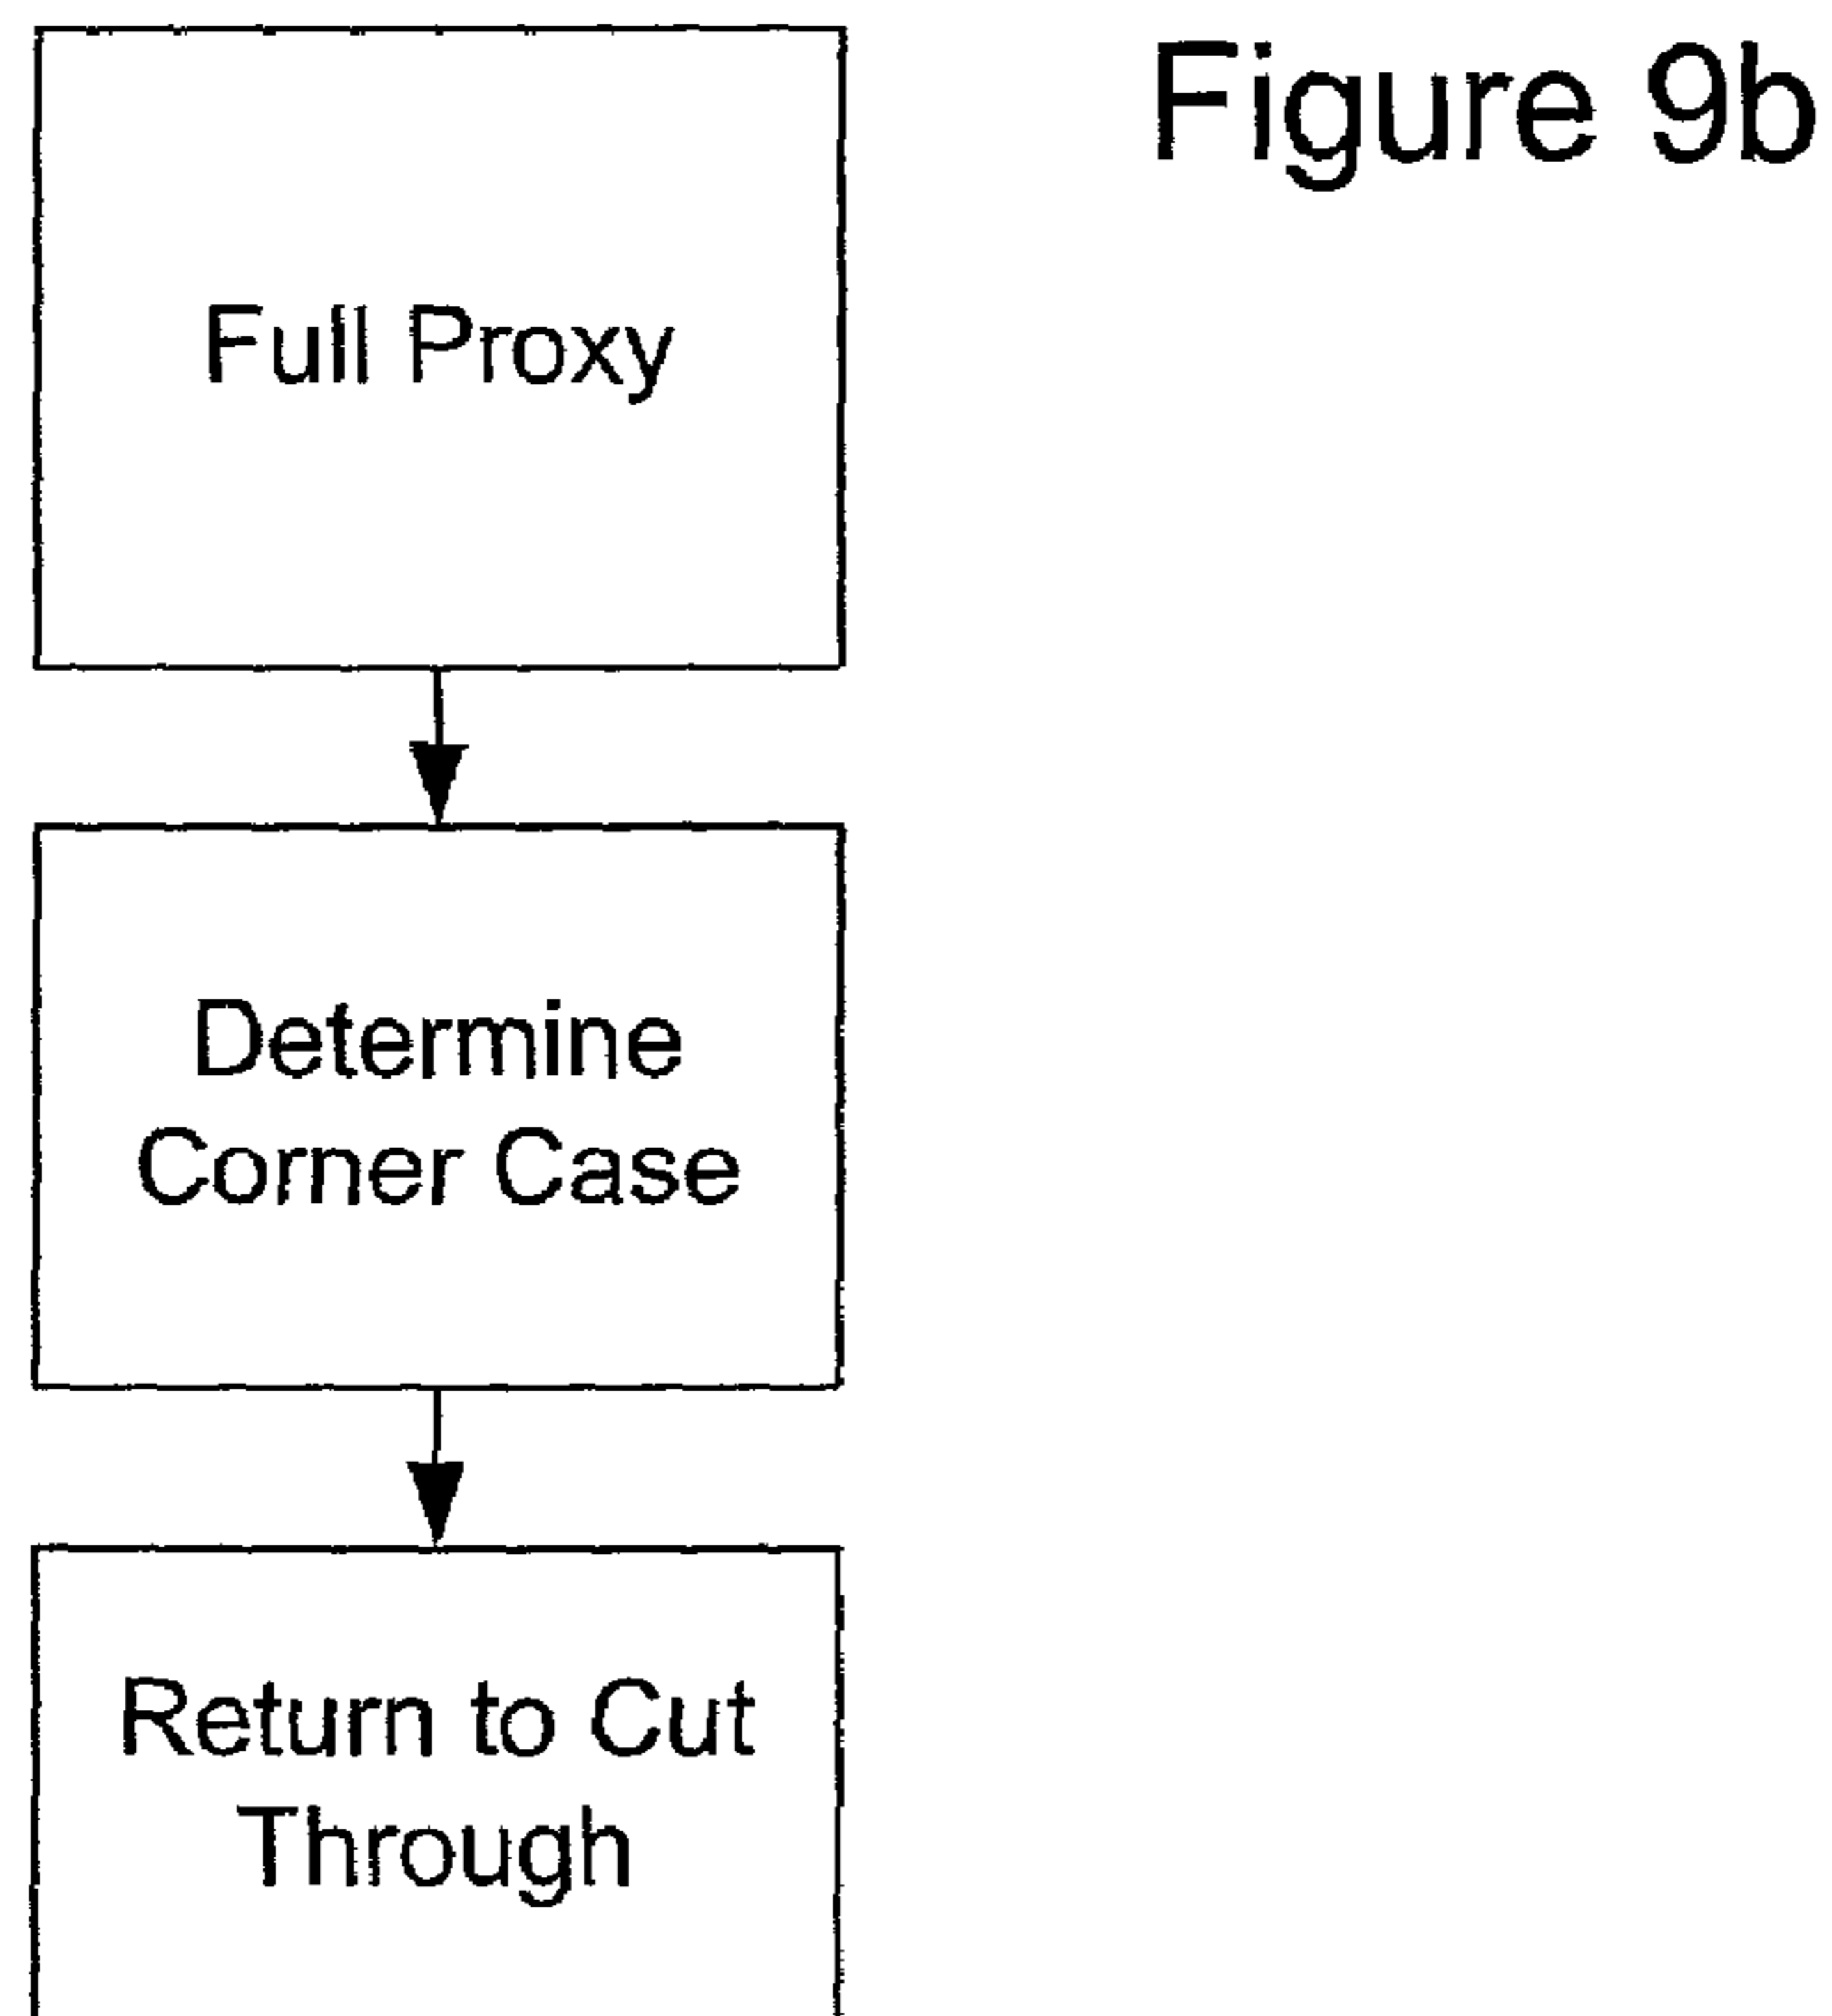 Figure 9b
Full Proxy
Determine
Corner Case
Return to Cut
Through